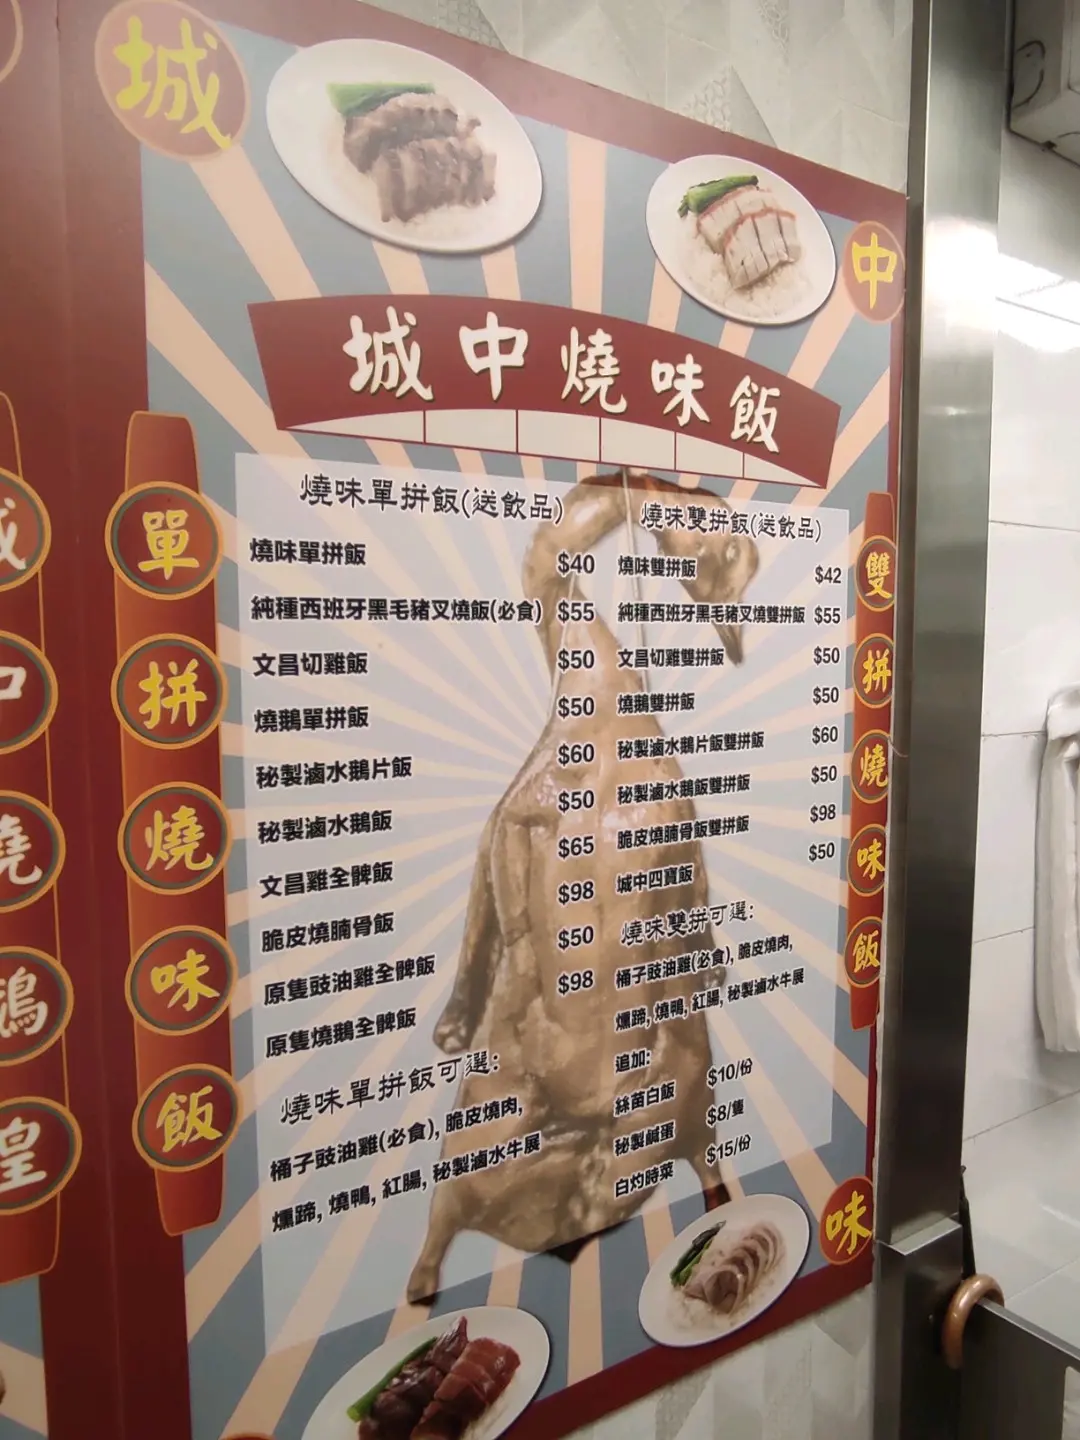 城
中
城中燒味飯
燒味單拼飯(送飲品)
燒味單拼飯 $40
純種西班牙黑毛豬叉燒飯(必食) $55
文昌切雞飯 $50
燒鵝單拼飯 $50
秘製滷水鵝片飯 $60
秘製滷水鵝飯 $50
文昌雞全髀飯 $65
脆皮燒腩骨飯 $98
原隻豉油雞全髀飯 $50
原隻燒鵝全髀飯 $98
燒味單拼飯可選:
桶子豉油雞(必食), 脆皮燒肉,
燻蹄, 燒鴨, 紅腸, 秘製滷水牛展
燒味雙拼飯(送飲品)
燒味雙拼飯 $42
純種西班牙黑毛豬叉燒雙拼飯 $55
文昌切雞雙拼飯 $50
燒鵝雙拼飯 $50
秘製滷水鵝片飯雙拼飯 $60
秘製滷水鵝飯雙拼飯 $50
脆皮燒腩骨飯雙拼飯 $98
城中四寶飯 $50
燒味雙拼可選:
桶子豉油雞(必食), 脆皮燒肉,
燻蹄, 燒鴨, 紅腸, 秘製滷水牛展
追加:
絲苗白飯 $10/份
秘製鹹蛋 $8/隻
白灼時菜 $15/份
單拼燒味飯
雙拼燒味飯
味
中
燒
鵝
煌